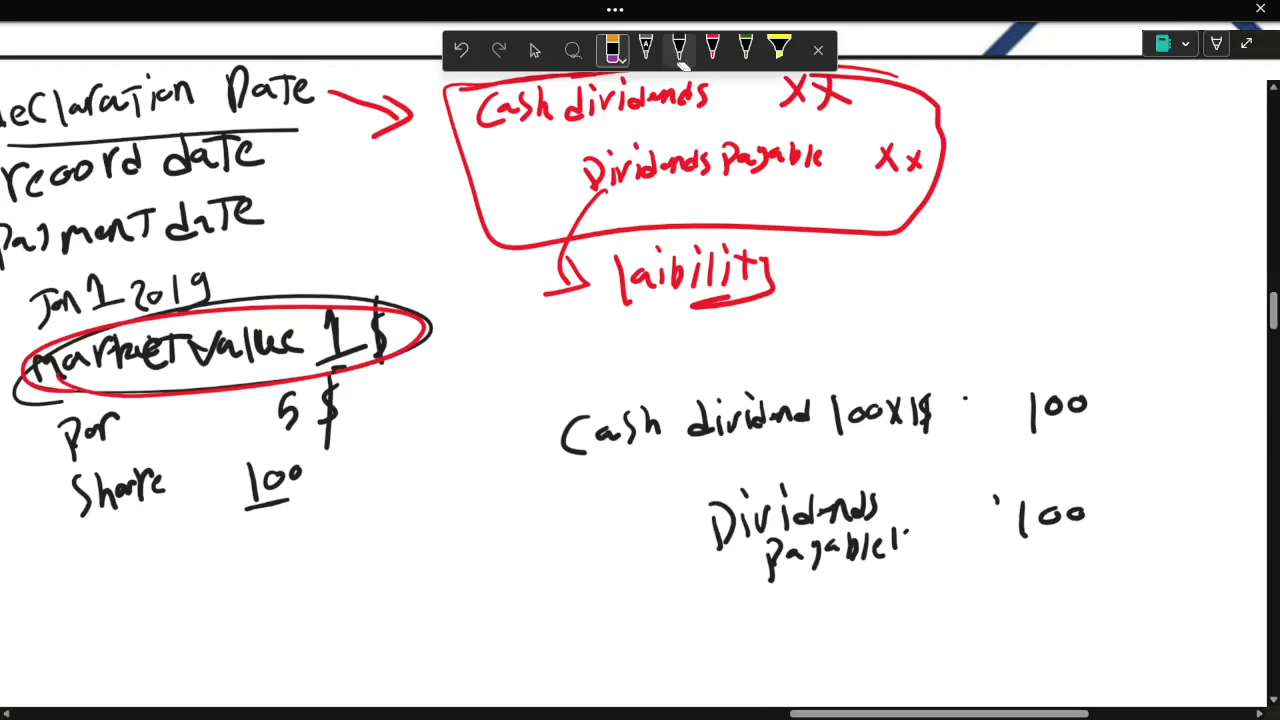 Declaration Date
record date
payment date
Jan 1 2019
market value 1 $
par 5 $
Share 100
Cash dividends XX
Dividends payable XX
laibility
Cash dividend 100X1$ 100
Dividends 100
payable